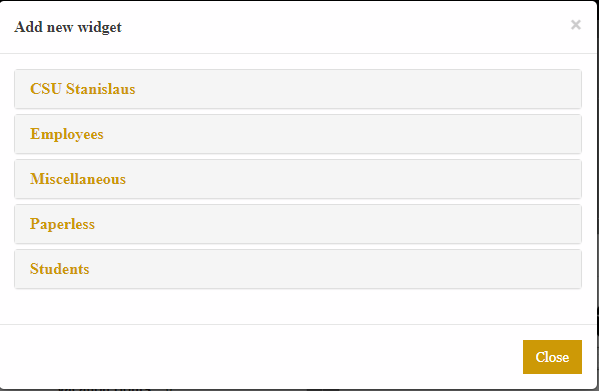 Add new widget
×
CSU Stanislaus
Employees
Miscellaneous
Paperless
Students
Close